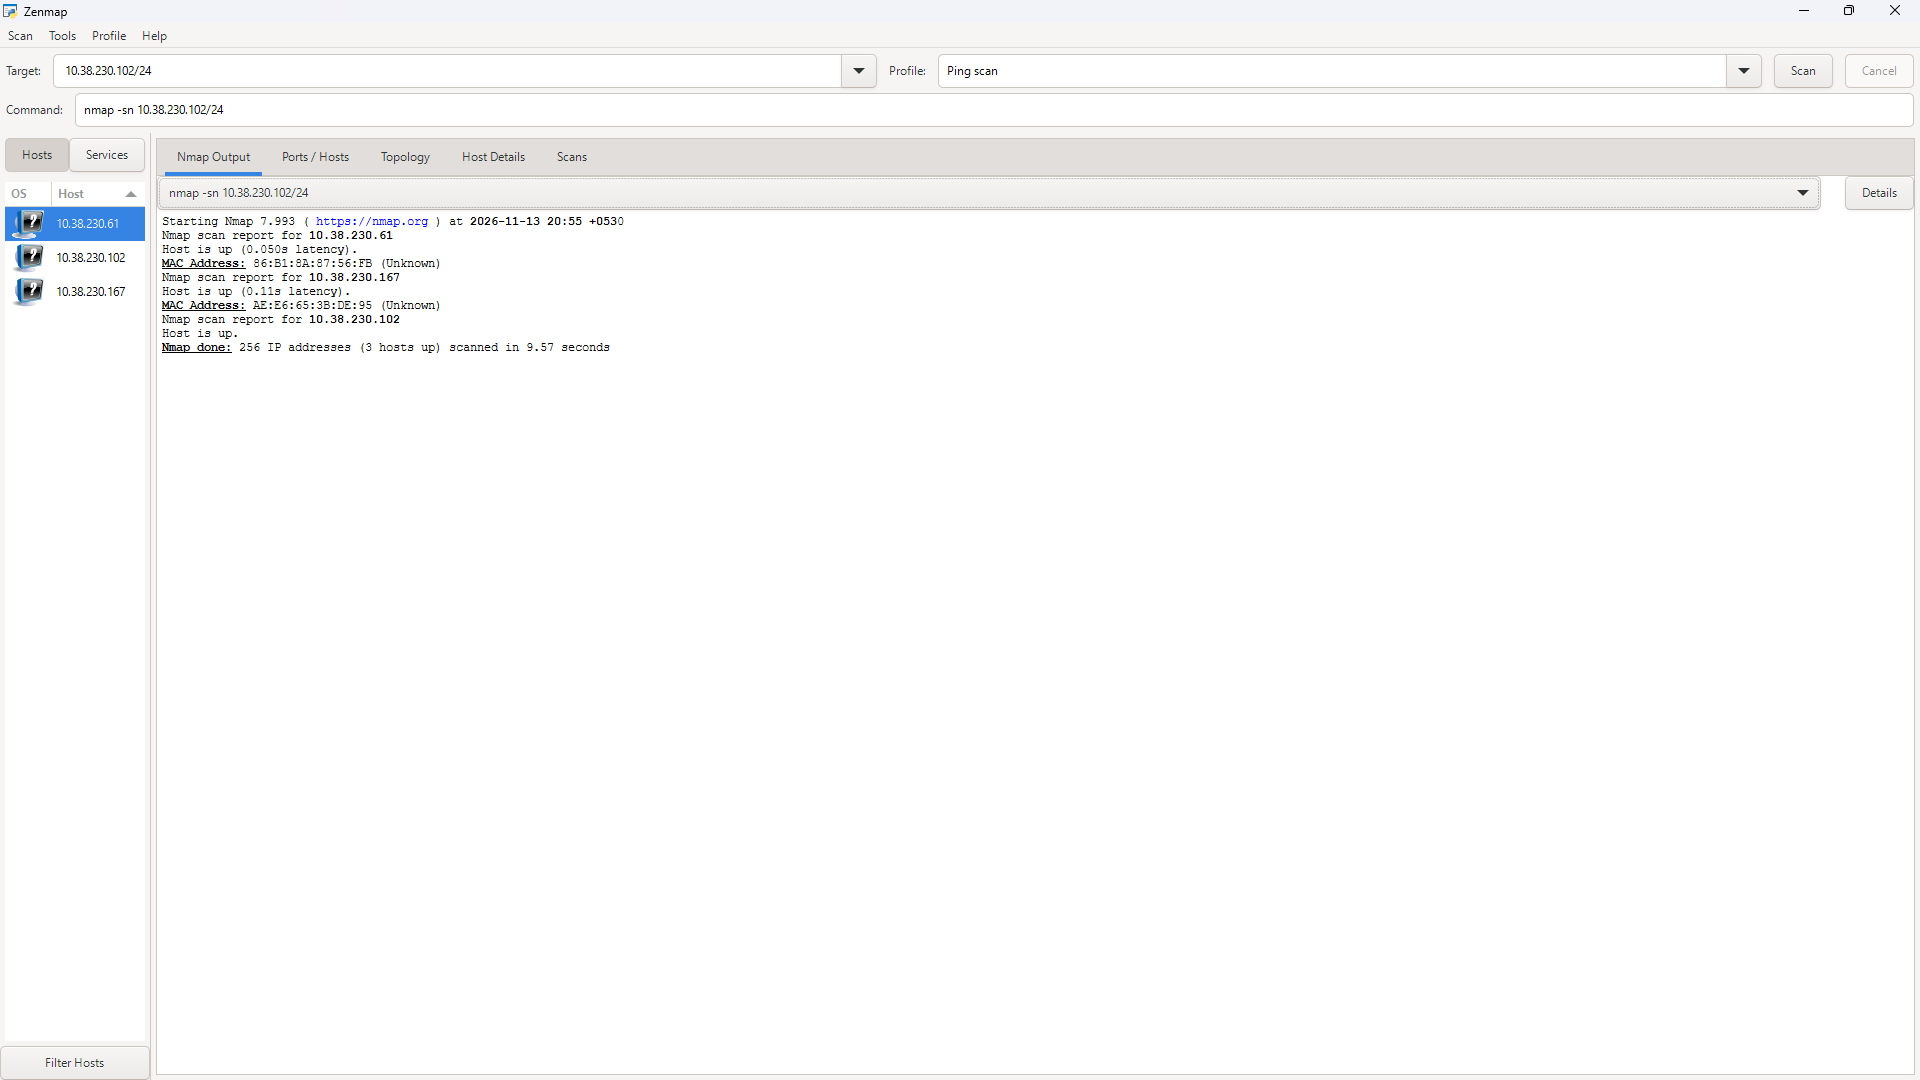 Zenmap
Scan Tools Profile Help
Target: 10.38.230.102/24 Profile: Ping scan Scan Cancel
Command: nmap -sn 10.38.230.102/24
Hosts Services
Nmap Output Ports / Hosts Topology Host Details Scans
OS Host
nmap -sn 10.38.230.102/24 Details
10.38.230.61
10.38.230.102
10.38.230.167
Starting Nmap 7.993 ( https://nmap.org ) at 2026-11-13 20:55 +0530
Nmap scan report for 10.38.230.61
Host is up (0.050s latency).
MAC Address: 86:B1:8A:87:56:FB (Unknown)
Nmap scan report for 10.38.230.167
Host is up (0.11s latency).
MAC Address: AE:E6:65:3B:DE:95 (Unknown)
Nmap scan report for 10.38.230.102
Host is up.
Nmap done: 256 IP addresses (3 hosts up) scanned in 9.57 seconds
Filter Hosts